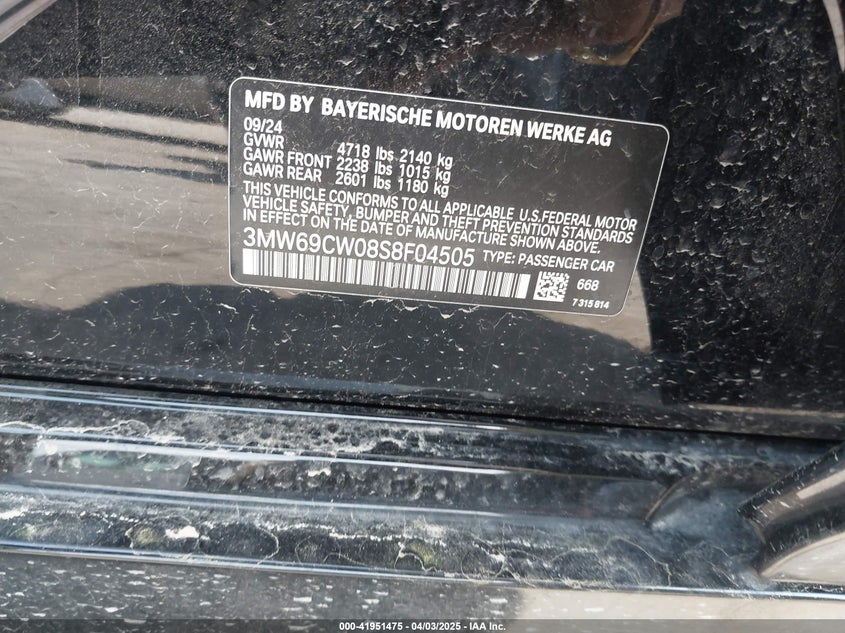 MFD BY BAYERISCHE MOTOREN WERKE AG
09/24
GVWR 4718 lbs 2140 kg
GAWR FRONT 2238 lbs 1015 kg
GAWR REAR 2601 lbs 1180 kg
THIS VEHICLE CONFORMS TO ALL APPLICABLE U.S.FEDERAL MOTOR
VEHICLE SAFETY, BUMPER AND THEFT PREVENTION STANDARDS
IN EFFECT ON THE DATE OF MANUFACTURE SHOWN ABOVE.
3MW69CW08S8F04505 TYPE: PASSENGER CAR
668
7 315 814
000-41951475 - 04/03/2025 - IAA Inc.